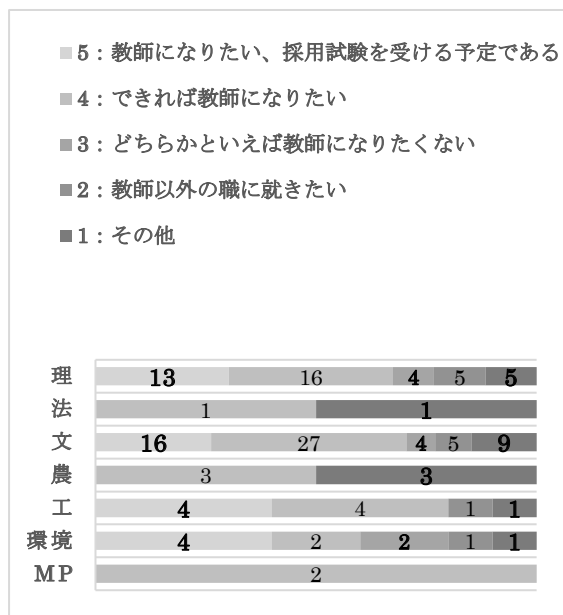 5：教師になりたい、採用試験を受ける予定である
4：できれば教師になりたい
3：どちらかといえば教師になりたくない
2：教師以外の職に就きたい
1：その他
理 13 16 4 5 5
法 1 1
文 16 27 4 5 9
農 3 3
工 4 4 1 1
環境 4 2 2 1 1
MP 2